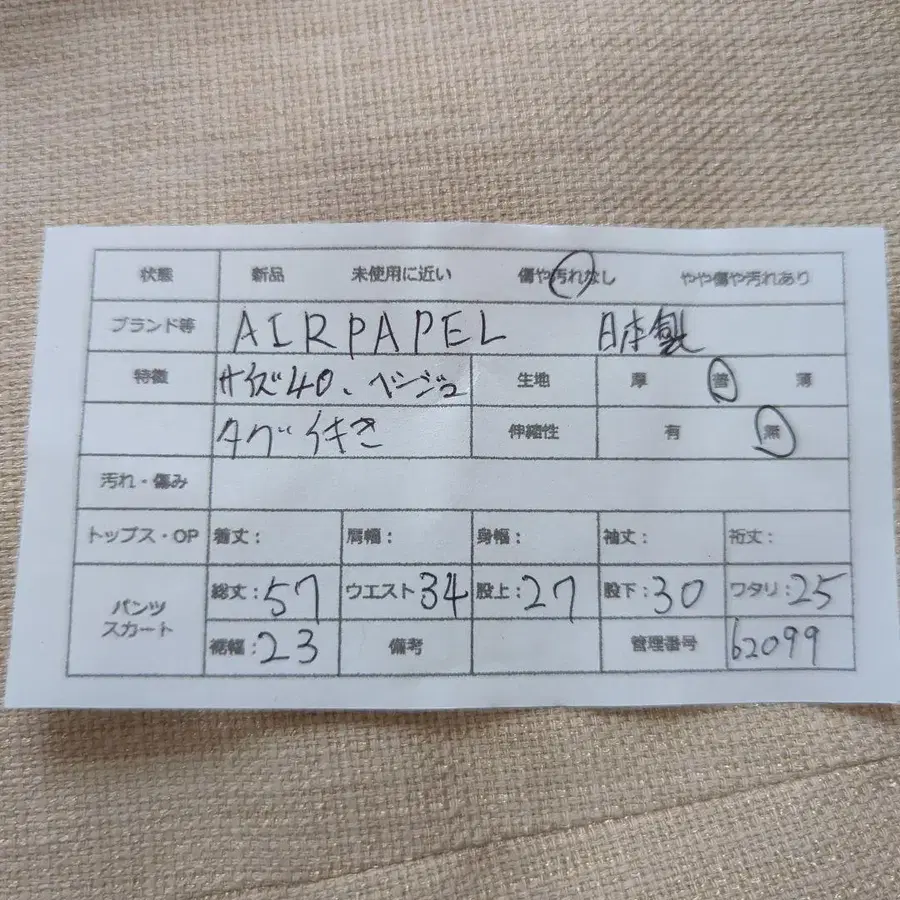 状態 新品 未使用に近い 傷や汚れなし やや傷や汚れあり
ブランド等 AIRPAPEL 日本製
特徴 サイズ40、ベージュ 生地 厚 普 薄
タグ付き 伸縮性 有 無
汚れ・傷み
トップス・OP 着丈: 肩幅: 身幅: 袖丈: 裄丈:
パンツ スカート 総丈:57 ウエスト34 股上:27 股下:30 ワタリ:25
裾幅:23 備考 管理番号 62099